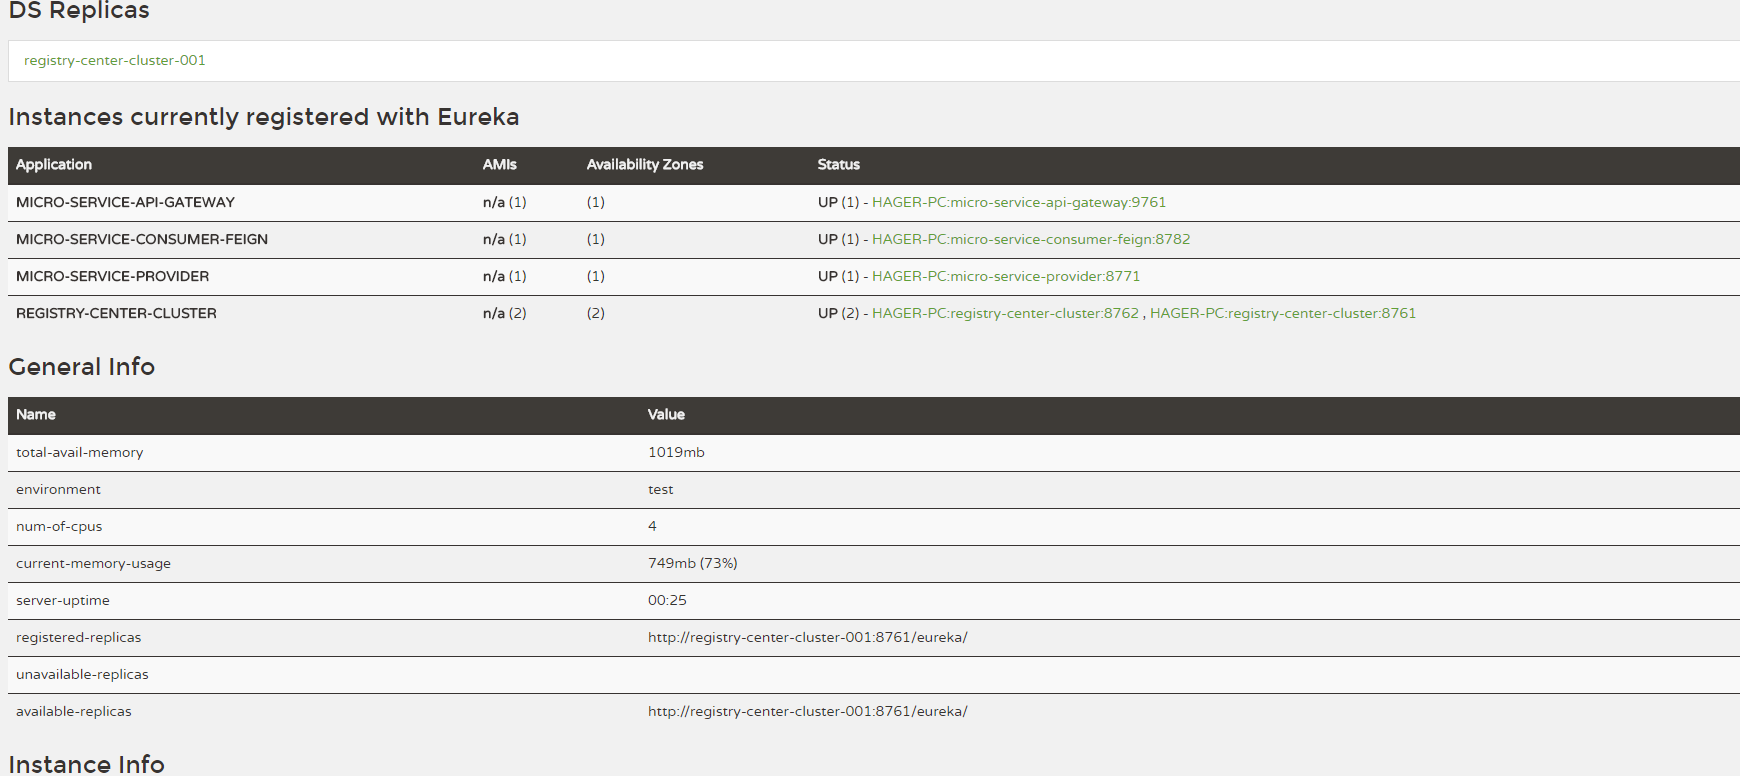 DS Replicas
registry-center-cluster-001
Instances currently registered with Eureka
Application AMIs Availability Zones Status
MICRO-SERVICE-API-GATEWAY n/a (1) (1) UP (1) - HAGER-PC:micro-service-api-gateway:9761
MICRO-SERVICE-CONSUMER-FEIGN n/a (1) (1) UP (1) - HAGER-PC:micro-service-consumer-feign:8782
MICRO-SERVICE-PROVIDER n/a (1) (1) UP (1) - HAGER-PC:micro-service-provider:8771
REGISTRY-CENTER-CLUSTER n/a (2) (2) UP (2) - HAGER-PC:registry-center-cluster:8762 , HAGER-PC:registry-center-cluster:8761
General Info
Name Value
total-avail-memory 1019mb
environment test
num-of-cpus 4
current-memory-usage 749mb (73%)
server-uptime 00:25
registered-replicas http://registry-center-cluster-001:8761/eureka/
unavailable-replicas
available-replicas http://registry-center-cluster-001:8761/eureka/
Instance Info